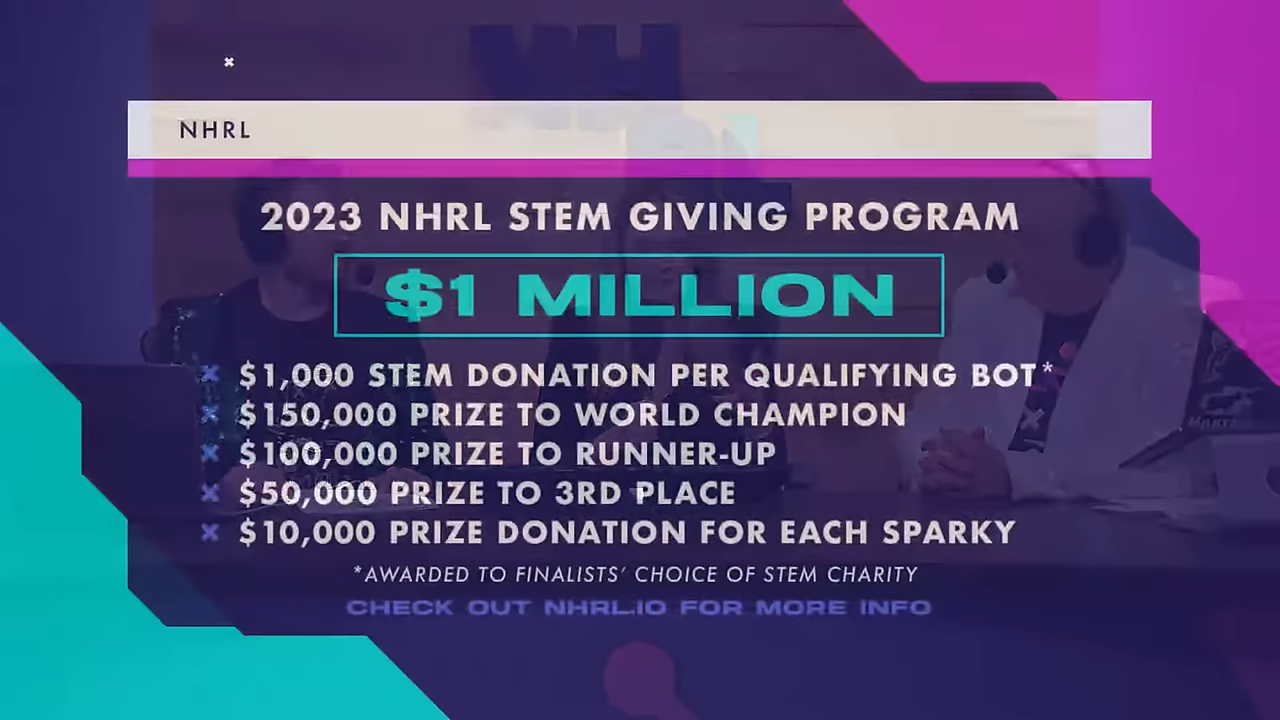 NHRL
2023 NHRL STEM GIVING PROGRAM
$1 MILLION
$1,000 STEM DONATION PER QUALIFYING BOT*
$150,000 PRIZE TO WORLD CHAMPION
$100,000 PRIZE TO RUNNER-UP
$50,000 PRIZE TO 3RD PLACE
$10,000 PRIZE DONATION FOR EACH SPARKY
*AWARDED TO FINALISTS' CHOICE OF STEM CHARITY
CHECK OUT NHRL.IO FOR MORE INFO